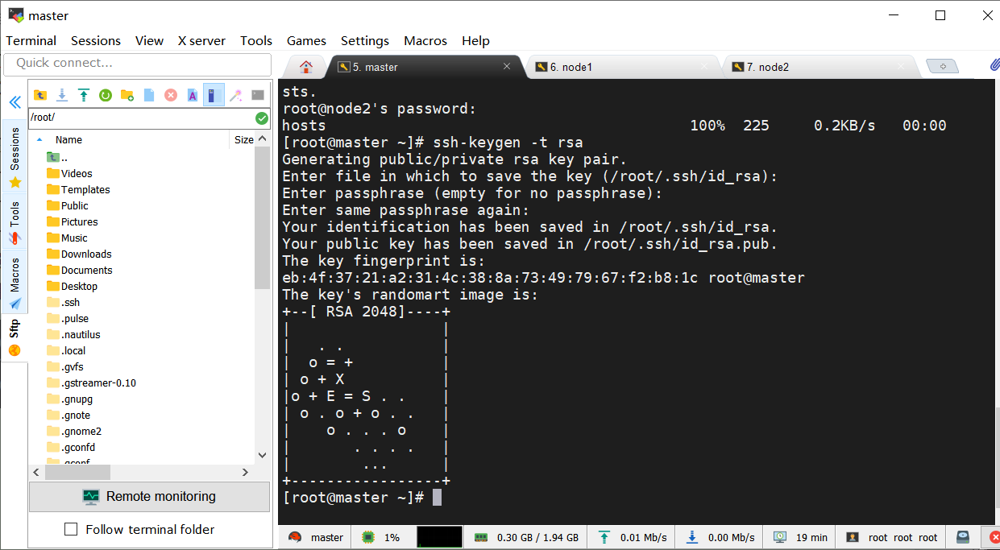 master
Terminal Sessions View X server Tools Games Settings Macros Help
Quick connect...
5. master
6. node1
7. node2
/root/
Name Size
..
Videos
Templates
Public
Pictures
Music
Downloads
Documents
Desktop
.ssh
.pulse
.nautilus
.local
.gvfs
.gstreamer-0.10
.gnupg
.gnote
.gnome2
.gconfd
.gconf
Sessions
Tools
Macros
Sftp
Remote monitoring
Follow terminal folder
sts.
root@node2's password:
hosts 100% 225 0.2KB/s 00:00
[root@master ~]# ssh-keygen -t rsa
Generating public/private rsa key pair.
Enter file in which to save the key (/root/.ssh/id_rsa):
Enter passphrase (empty for no passphrase):
Enter same passphrase again:
Your identification has been saved in /root/.ssh/id_rsa.
Your public key has been saved in /root/.ssh/id_rsa.pub.
The key fingerprint is:
eb:4f:37:21:a2:31:4c:38:8a:73:49:79:67:f2:b8:1c root@master
The key's randomart image is:
+--[ RSA 2048]----+
|                 |
|   . .           |
|  o = +          |
| o + X           |
|o + E = S . .    |
| o . o + o . .   |
|    o . . . o    |
|       . . . .   |
|        ...      |
+-----------------+
[root@master ~]#
master 1% 0.30 GB / 1.94 GB 0.01 Mb/s 0.00 Mb/s 19 min root root root